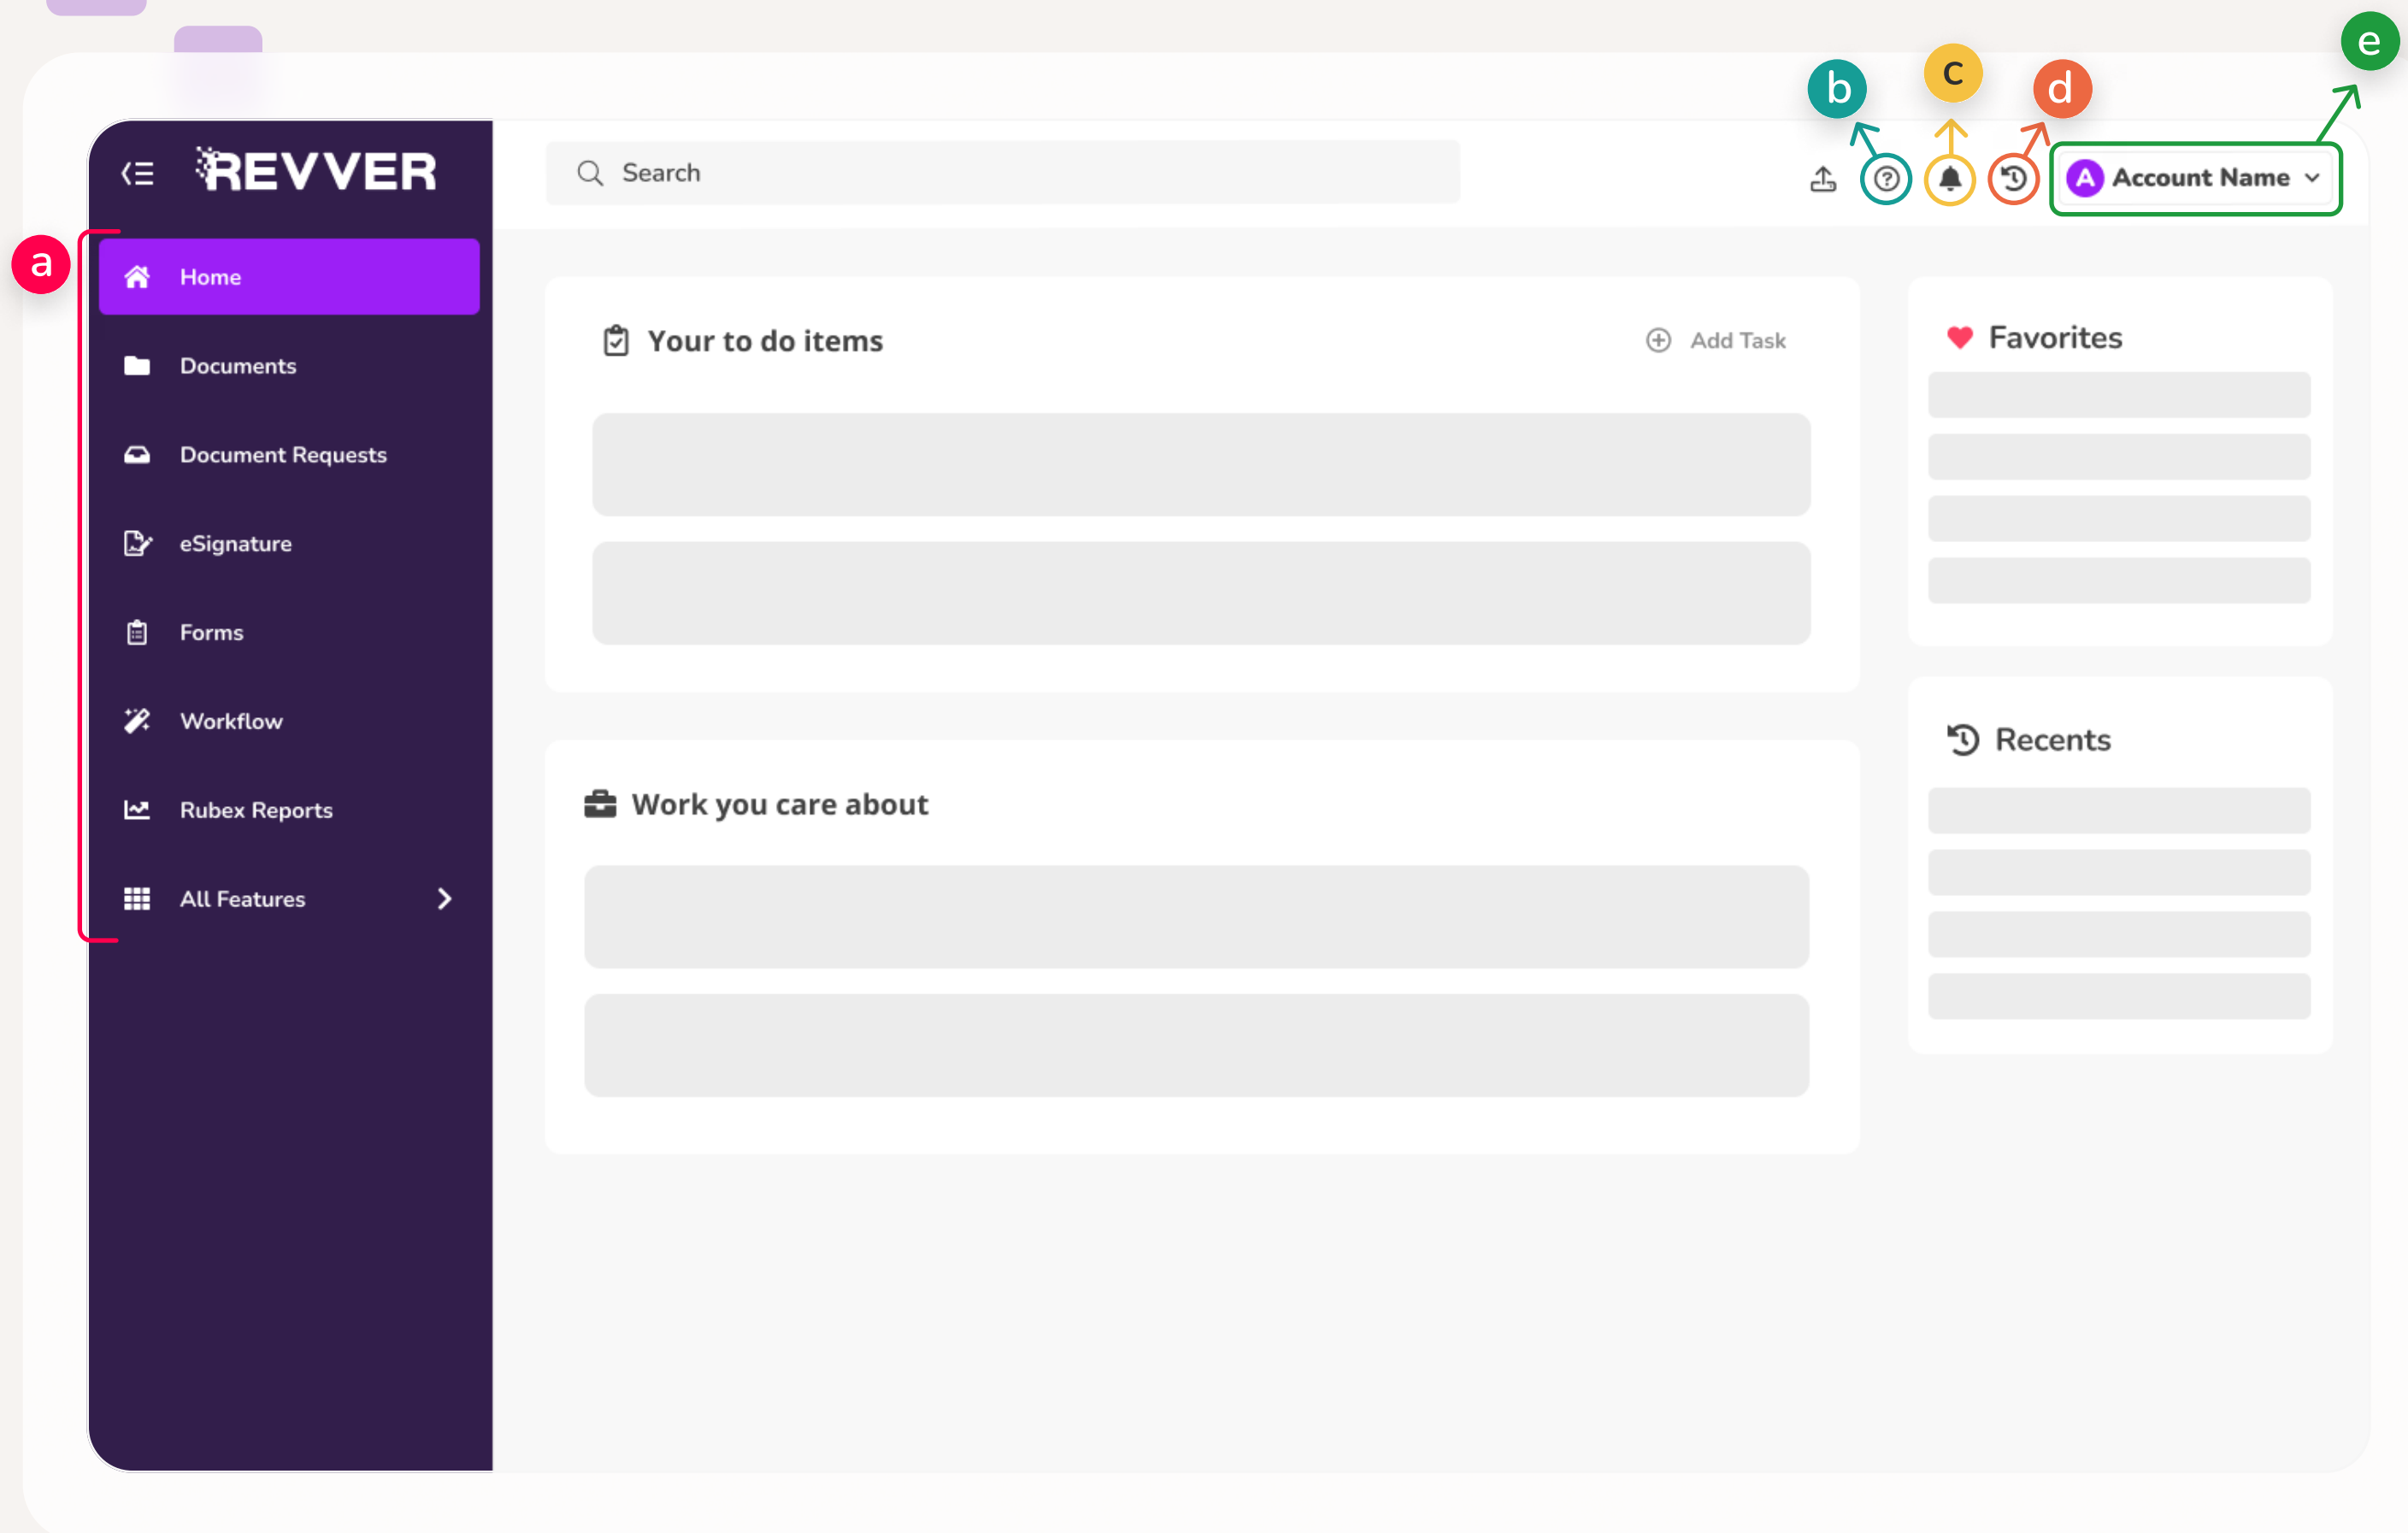 e
b
c
d
REVVER
Search
?
A Account Name
a
Home
Documents
Document Requests
eSignature
Forms
Workflow
Rubex Reports
All Features
Your to do items
Add Task
Work you care about
Favorites
Recents